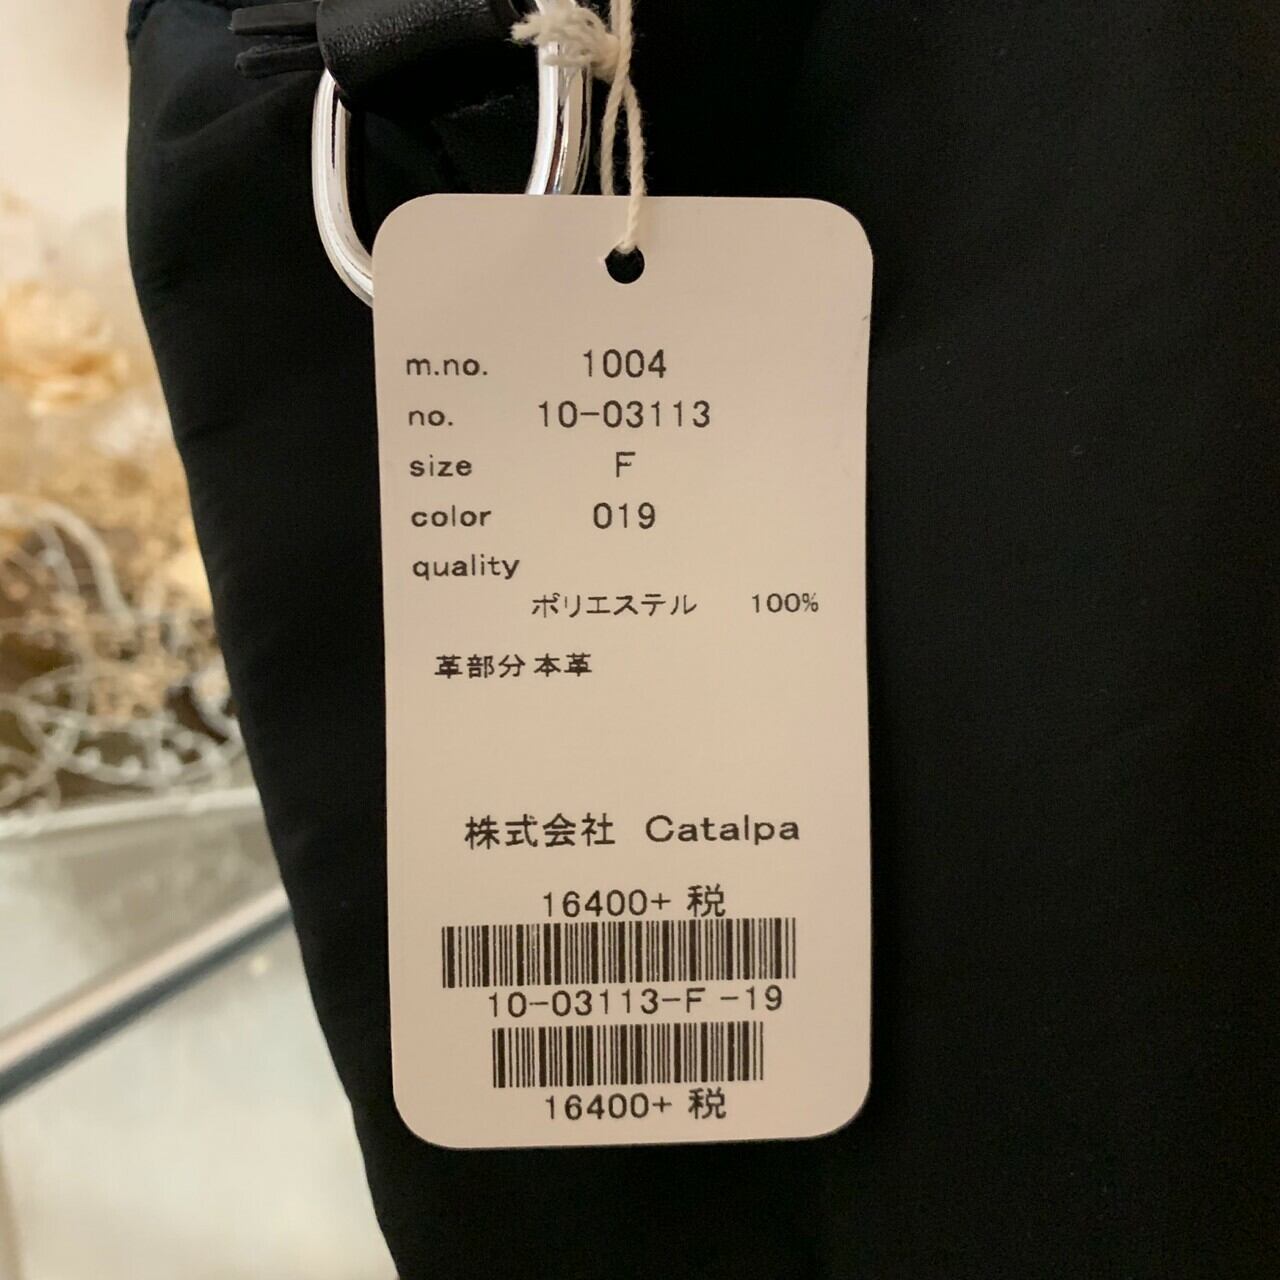 m.no. 1004
no. 10-03113
size F
color 019
quality
ポリエステル 100%
革部分本革
株式会社 Catalpa
16400+ 税
10-03113-F -19
16400+ 税